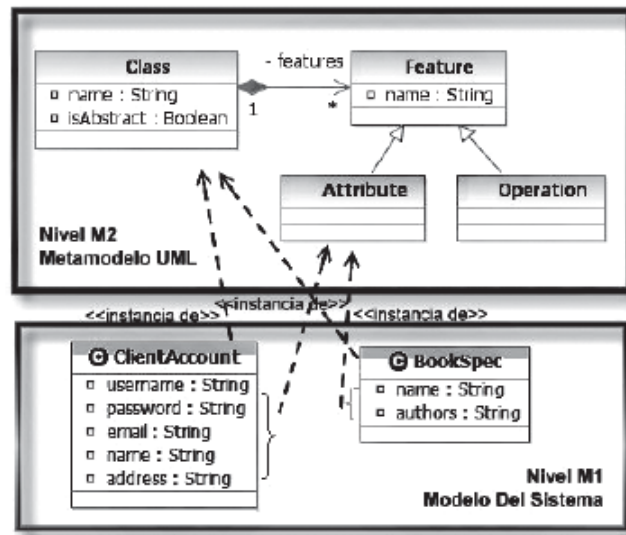 Class
name : String
isAbstract : Boolean
- features
1
*
Feature
name : String
Attribute
Operation
Nivel M2
Metamodelo UML
<<instancia de>>
<<instancia de>>
<<instancia de>>
C ClientAccount
username : String
password : String
email : String
name : String
address : String
C BookSpec
name : String
authors : String
Nivel M1
Modelo Del Sistema